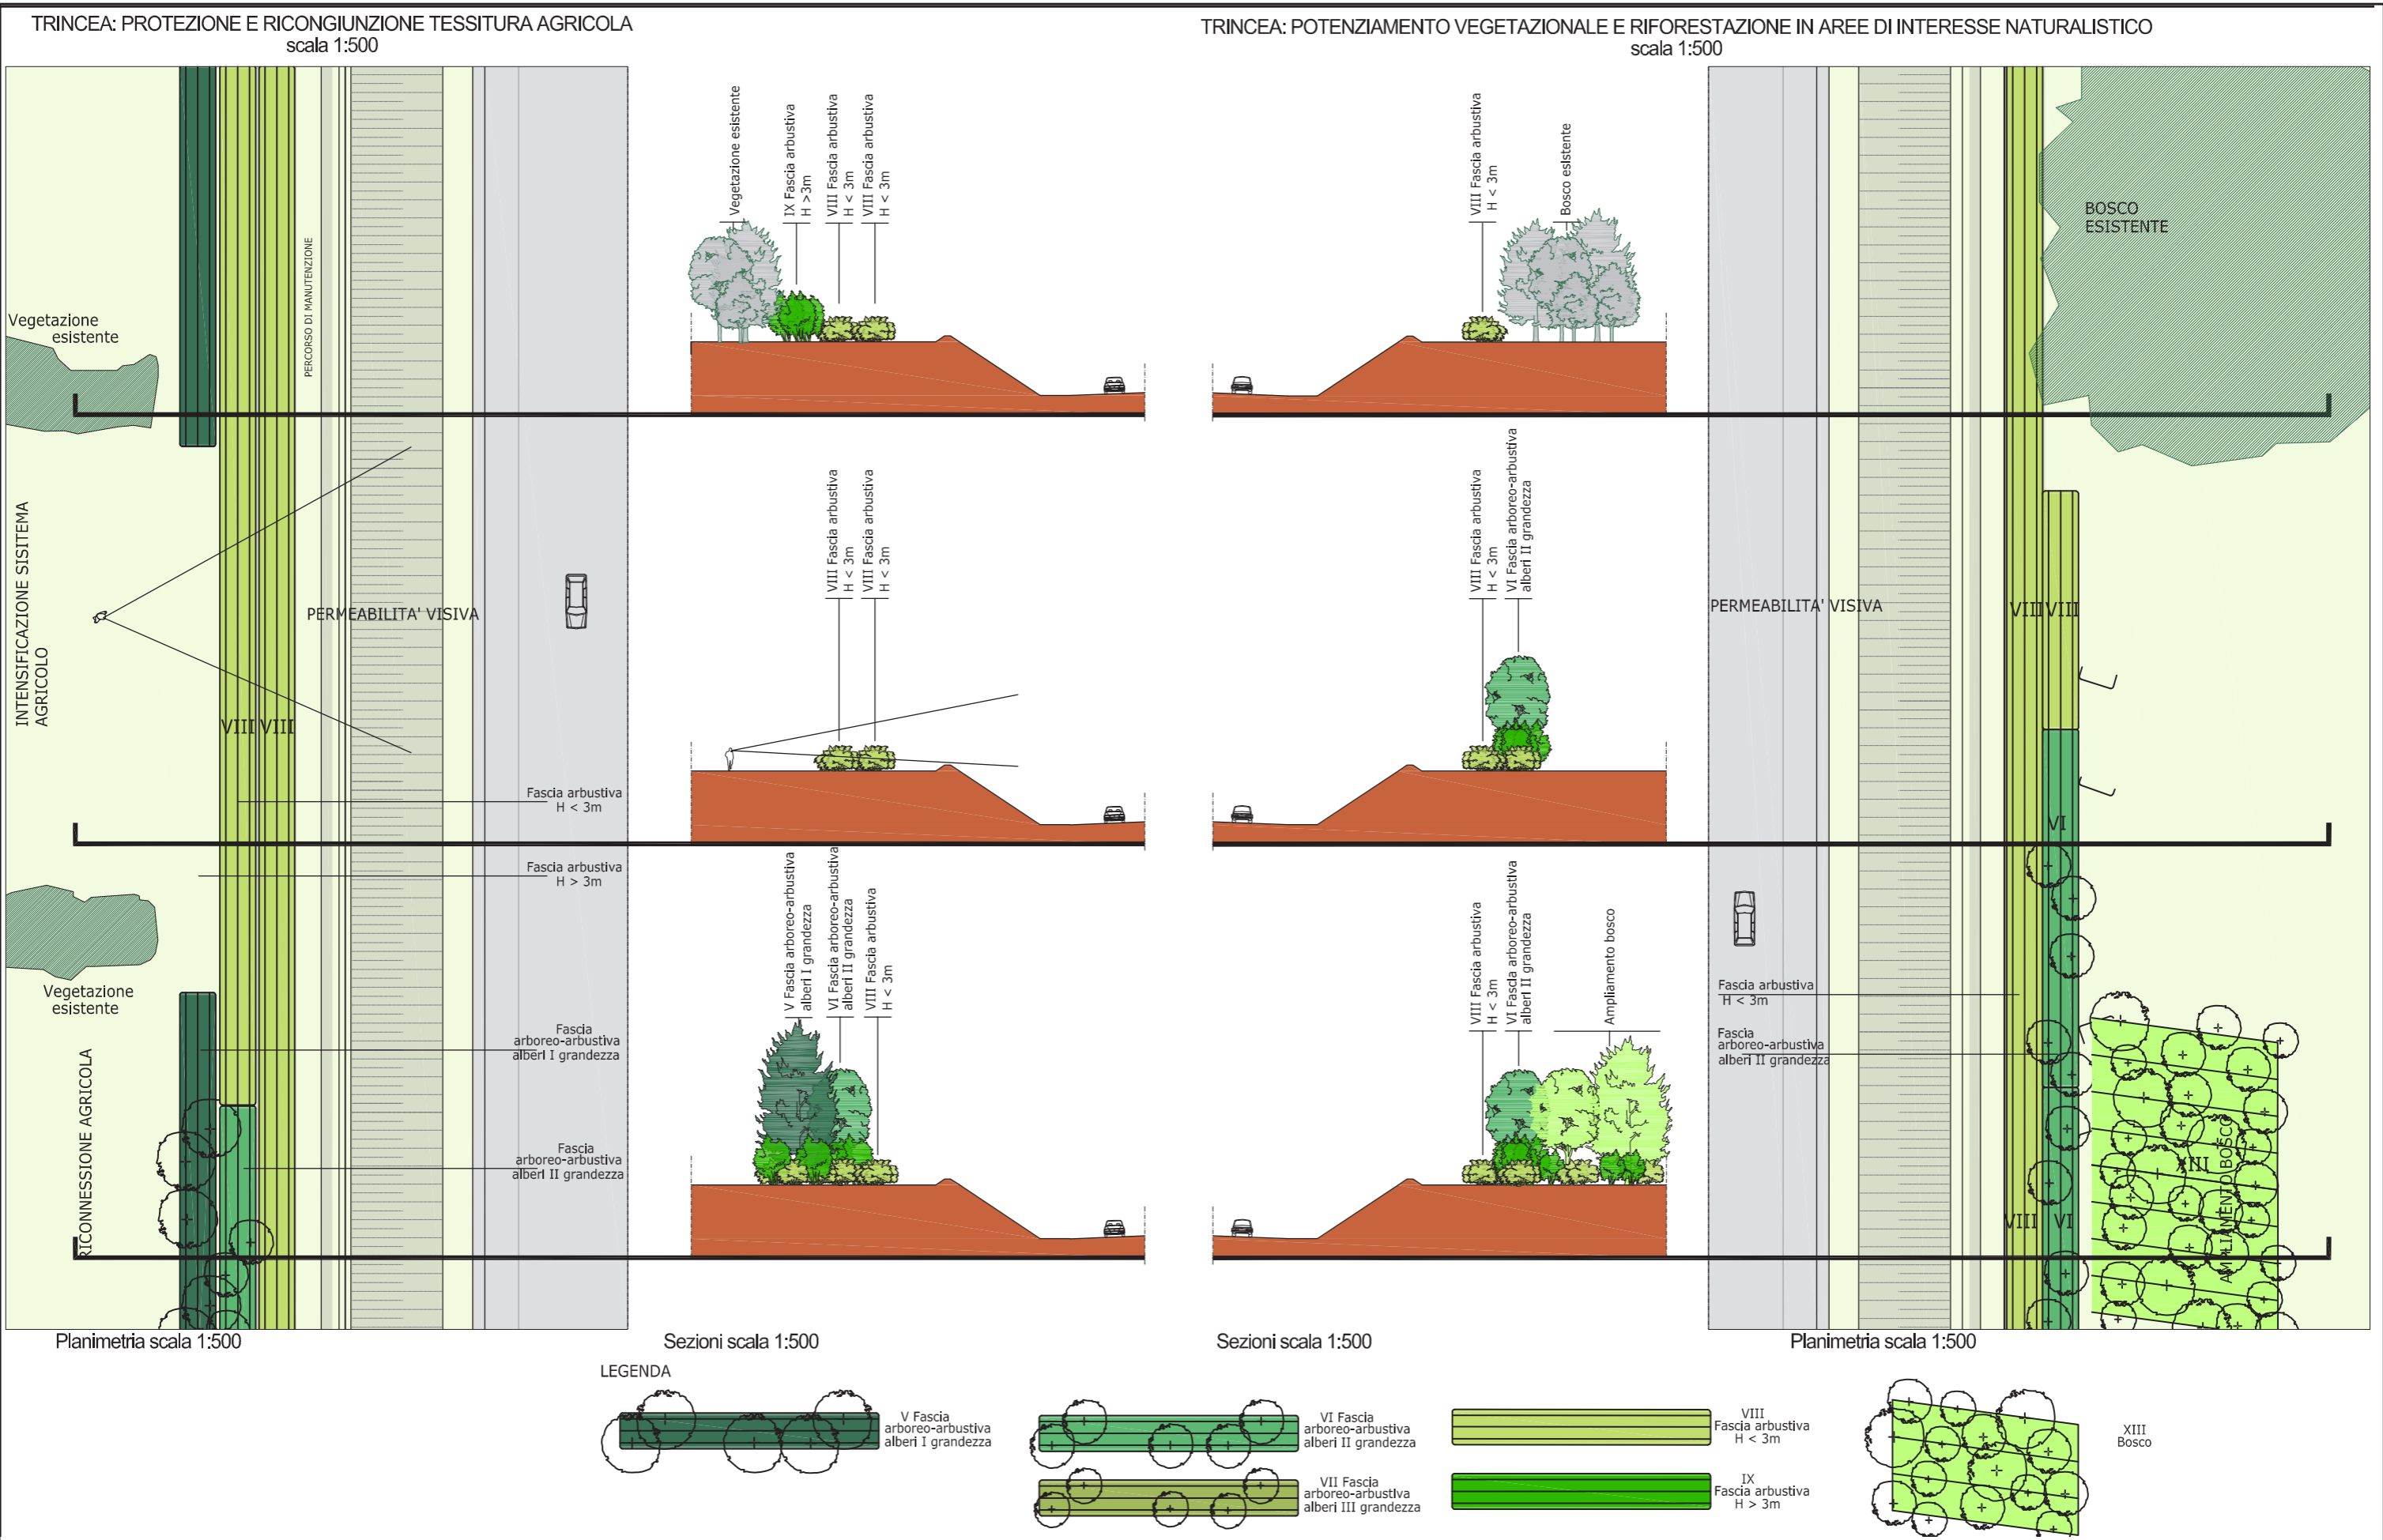 TRINCEA: PROTEZIONE E RICONGIUNZIONE TESSITURA AGRICOLA
scala 1:500
TRINCEA: POTENZIAMENTO VEGETAZIONALE E RIFORESTAZIONE IN AREE DI INTERESSE NATURALISTICO
scala 1:500
Vegetazione
esistente
PERCORSO DI MANUTENZIONE
INTENSIFICAZIONE SISITEMA
AGRICOLO
PERMEABILITA' VISIVA
VIII
VIII
Fascia arbustiva
H < 3m
Fascia arbustiva
H > 3m
Vegetazione
esistente
RICONNESSIONE AGRICOLA
Fascia
arboreo-arbustiva
alberi I grandezza
Fascia
arboreo-arbustiva
alberi II grandezza
Planimetria scala 1:500
Vegetazione esistente
IX Fascia arbustiva
H >3m
VIII Fascia arbustiva
H < 3m
VIII Fascia arbustiva
H < 3m
VIII Fascia arbustiva
H < 3m
VIII Fascia arbustiva
H < 3m
V Fascia arboreo-arbustiva
alberi I grandezza
VI Fascia arboreo-arbustiva
alberi II grandezza
VIII Fascia arbustiva
H < 3m
Sezioni scala 1:500
VIII Fascia arbustiva
H < 3m
Bosco esistente
VIII Fascia arbustiva
H < 3m
VI Fascia arboreo-arbustiva
alberi II grandezza
VIII Fascia arbustiva
H < 3m
VI Fascia arboreo-arbustiva
alberi II grandezza
Ampliamento bosco
Sezioni scala 1:500
BOSCO
ESISTENTE
PERMEABILITA' VISIVA
VIII
VIII
VI
Fascia arbustiva
H < 3m
Fascia
arboreo-arbustiva
alberi II grandezza
VIII
VI
XIII
AMPLIAMENTO BOSCO
Planimetria scala 1:500
LEGENDA
V Fascia
arboreo-arbustiva
alberi I grandezza
VI Fascia
arboreo-arbustiva
alberi II grandezza
VII Fascia
arboreo-arbustiva
alberi III grandezza
VIII
Fascia arbustiva
H < 3m
IX
Fascia arbustiva
H > 3m
XIII
Bosco